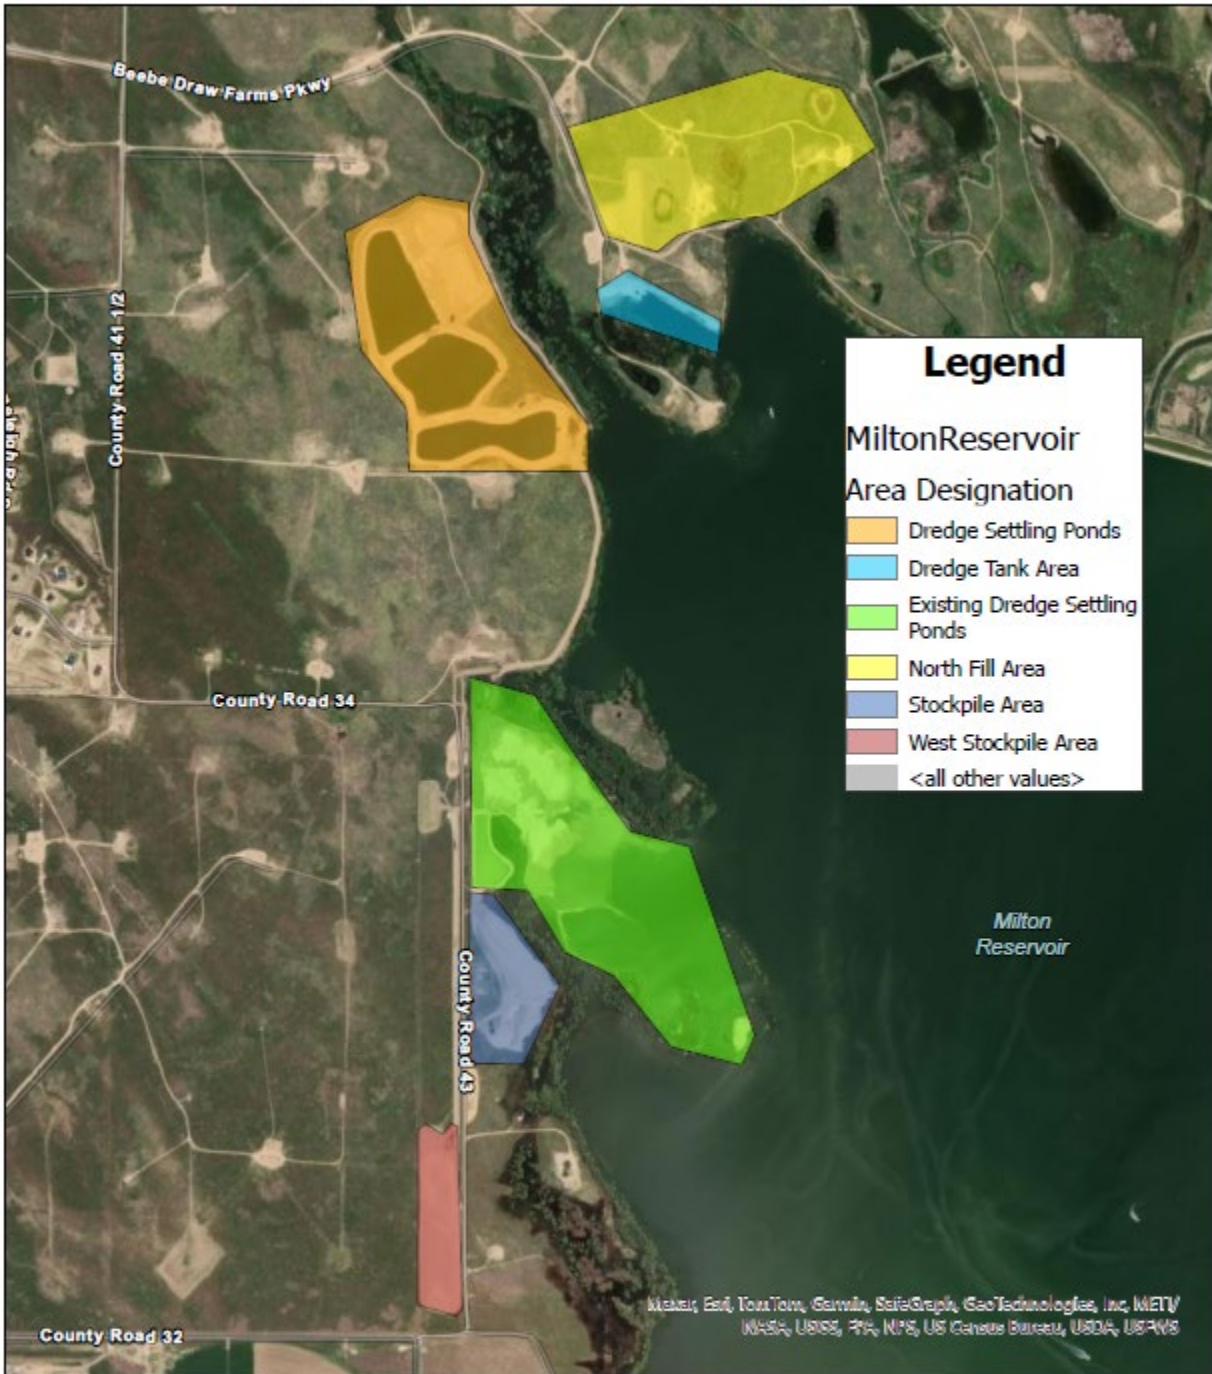 Beebe Draw Farms Pkwy
County Road 41-1/2
Legend
MiltonReservoir
Area Designation
Dredge Settling Ponds
Dredge Tank Area
Existing Dredge Settling
Ponds
North Fill Area
Stockpile Area
West Stockpile Area
<all other values>
County Road 34
Milton
Reservoir
County Road 43
Maxar, Esri, TomTom, Garmin, SafeGraph, GeoTechnologies, Inc, METI/
NASA, USGS, EPA, NPS, US Census Bureau, USDA, USFWS
County Road 32